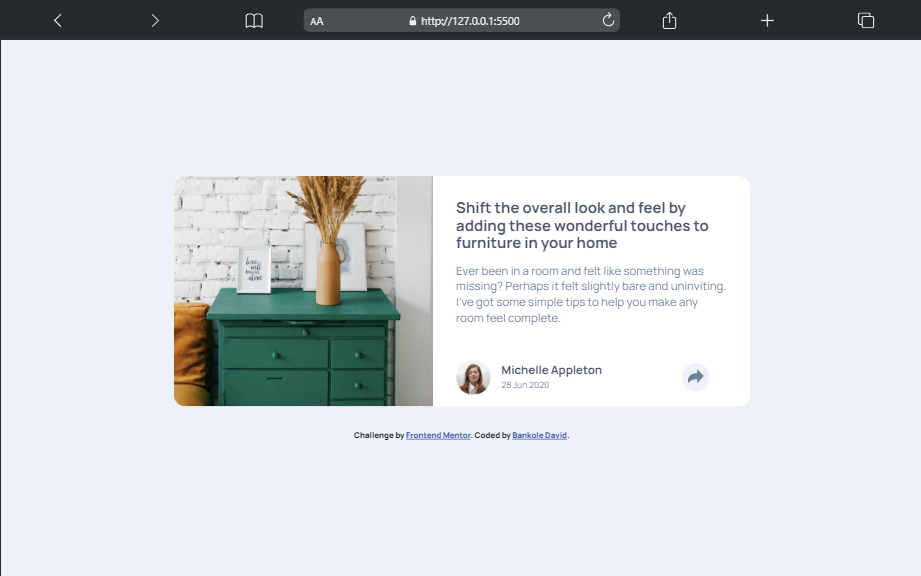 AA
http://127.0.0.1:5500
Shift the overall look and feel by
adding these wonderful touches to
furniture in your home
Ever been in a room and felt like something was
missing? Perhaps it felt slightly bare and uninviting.
I've got some simple tips to help you make any
room feel complete.
Michelle Appleton
28 Jun 2020
Challenge by Frontend Mentor. Coded by Bankole David.